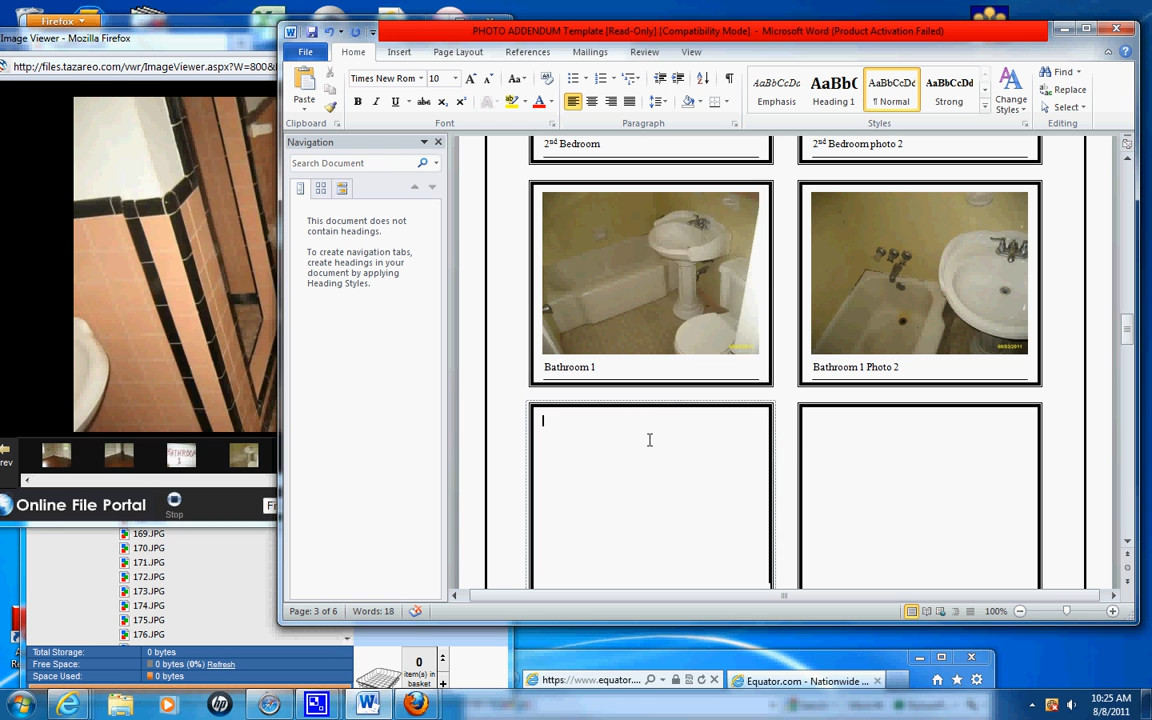 Firefox
Image Viewer - Mozilla Firefox
http://files.tazareo.com/vwr/ImageViewer.aspx?W=800&
BATHROOM
1
rev
Online File Portal
Stop
Fi
169.JPG
170.JPG
171.JPG
172.JPG
173.JPG
174.JPG
175.JPG
176.JPG
Total Storage: 0 bytes
Free Space: 0 bytes (0%) Refresh
Space Used: 0 bytes
0
item(s) in
basket
PHOTO ADDENDUM Template [Read-Only] [Compatibility Mode] - Microsoft Word (Product Activation Failed)
File Home Insert Page Layout References Mailings Review View
Paste
Clipboard
Times New Rom 10
Font
Paragraph
AaBbCcDc AaBb( AaBbCcDc AaBbCcDd
Emphasis Heading 1 ¶ Normal Strong
Change
Styles
Styles
Find
Replace
Select
Editing
Navigation
Search Document
This document does not
contain headings.
To create navigation tabs,
create headings in your
document by applying
Heading Styles.
2nd Bedroom
2nd Bedroom photo 2
Bathroom 1
Bathroom 1 Photo 2
Page: 3 of 6 Words: 18
100%
https://www.equator....
Equator.com - Nationwide ...
10:25 AM
8/8/2011